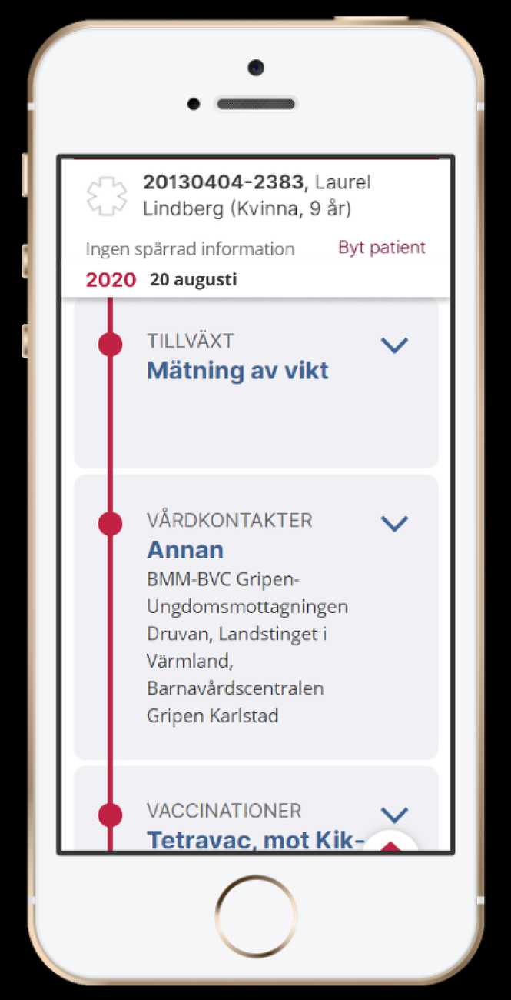 20130404-2383, Laurel
Lindberg (Kvinna, 9 år)
Ingen spärrad information
Byt patient
2020 20 augusti
TILLVÄXT
Mätning av vikt
VÅRDKONTAKTER
Annan
BMM-BVC Gripen-
Ungdomsmottagningen
Druvan, Landstinget i
Värmland,
Barnavårdscentralen
Gripen Karlstad
VACCINATIONER
Tetravac, mot Kik-